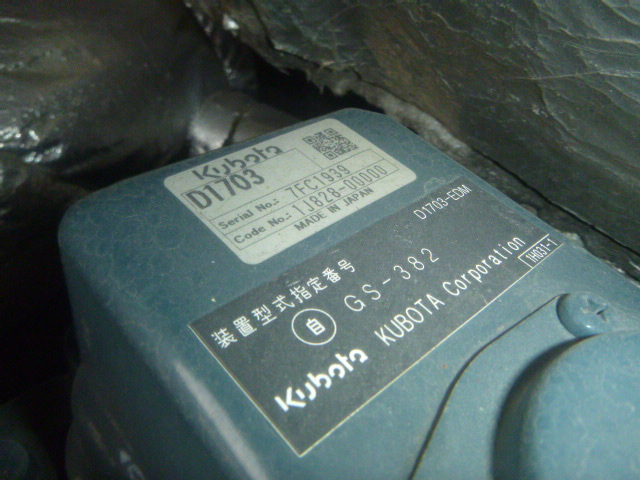 Kubota
D1703
Serial No.: 7FC1939
Code No.: 1J828-00000
MADE IN JAPAN
D1703-EDM
装置型式指定番号
自 GS-382
Kubota KUBOTA Corporation
1H031-1